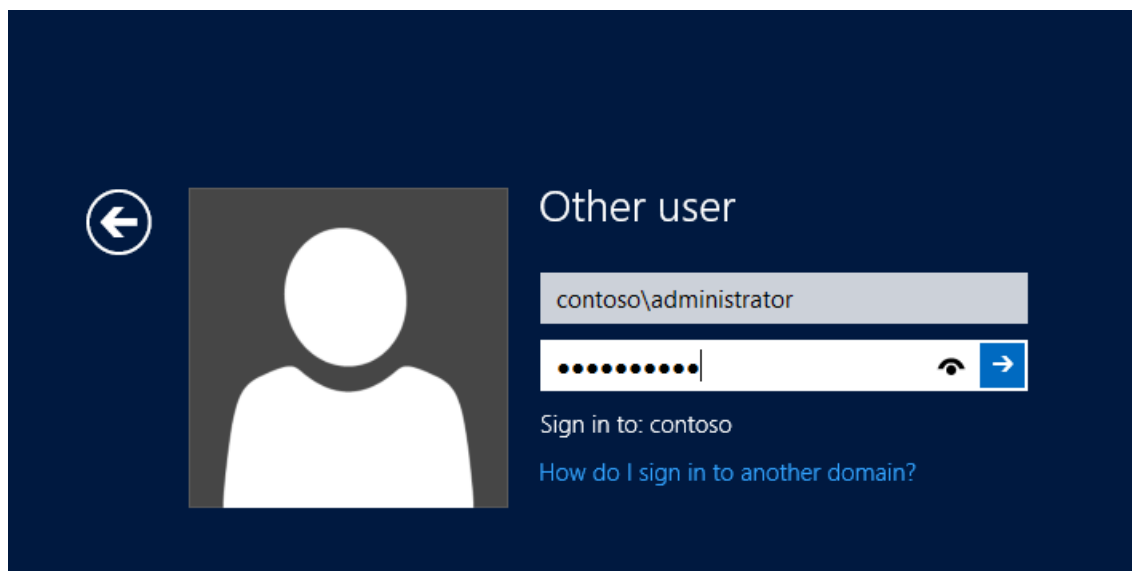 Other user
contoso\administrator
••••••••••
Sign in to: contoso
How do I sign in to another domain?